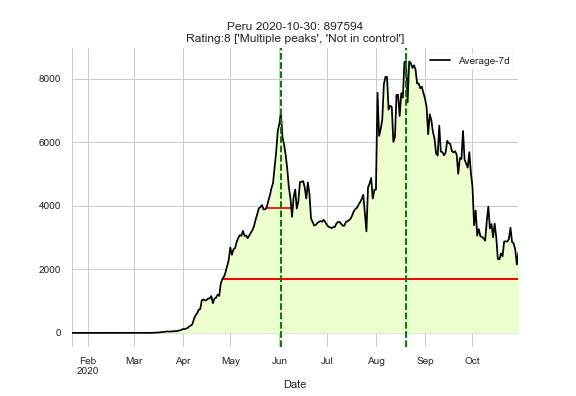 Peru 2020-10-30: 897594
Rating:8 ['Multiple peaks', 'Not in control']
Average-7d
8000
6000
4000
2000
0
Feb Mar Apr May Jun Jul Aug Sep Oct
2020
Date